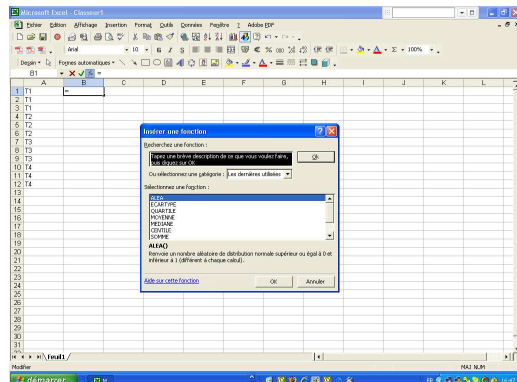 Microsoft Excel - Classeur1
Fichier Edition Affichage Insertion Format Outils Données Fenêtre ? Adobe PDF
Arial 10 G I S € % 000 Σ 100%
Dessin Formes automatiques
B1 =
A B C D E F G H I J K L
1 T1 =
2 T1
3 T1
4 T2
5 T2
6 T2
7 T3
8 T3
9 T3
10 T4
11 T4
12 T4
13
14
15
16
17
18
19
20
21
22
23
24
25
26
27
28
29
30
31
Insérer une fonction
Recherchez une fonction :
Tapez une brève description de ce que vous voulez faire, puis cliquez sur OK
Ok
Ou sélectionnez une catégorie : Les dernières utilisées
Sélectionnez une fonction :
ALEA
ECARTYPE
QUARTILE
MOYENNE
MEDIANE
CENTILE
SOMME
ALEA()
Renvoie un nombre aléatoire de distribution normale supérieur ou égal à 0 et
inférieur à 1 (différent à chaque calcul).
Aide sur cette fonction
OK Annuler
Feuil1
Modifier MAJ NUM
démarrer FR